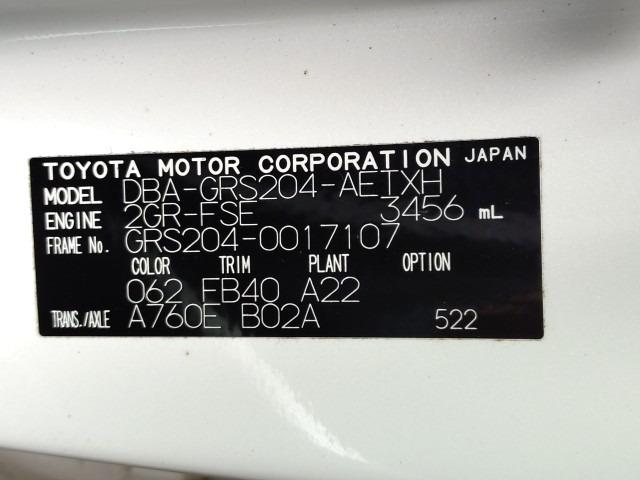 TOYOTA MOTOR CORPORATION JAPAN
MODEL DBA-GRS204-AETXH
ENGINE 2GR-FSE 3456 mL
FRAME No. GRS204-0017107
COLOR TRIM PLANT OPTION
062 FB40 A22
TRANS./AXLE A760E B02A 522